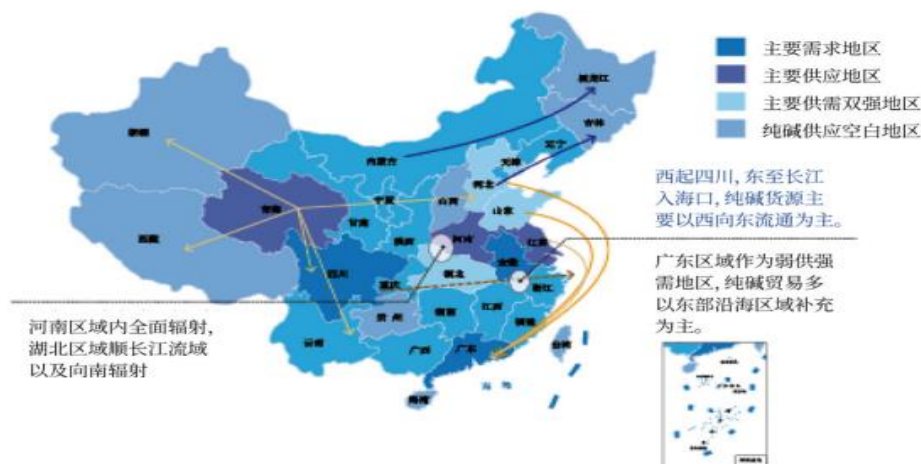 主要需求地区
主要供应地区
主要供需双强地区
纯碱供应空白地区
黑龙江
吉林
辽宁
新疆
内蒙古
天津
河北
宁夏
山西
山东
青海
甘肃
西藏
陕西
河南
江苏
四川
安徽
湖北
重庆
浙江
贵州
湖南
江西
福建
云南
广西
广东
台湾
海南
西起四川, 东至长江
入海口, 纯碱货源主
要以西向东流通为主。
广东区域作为弱供强
需地区, 纯碱贸易多
以东部沿海区域补充
为主。
河南区域内全面辐射,
湖北区域顺长江流域
以及向南辐射